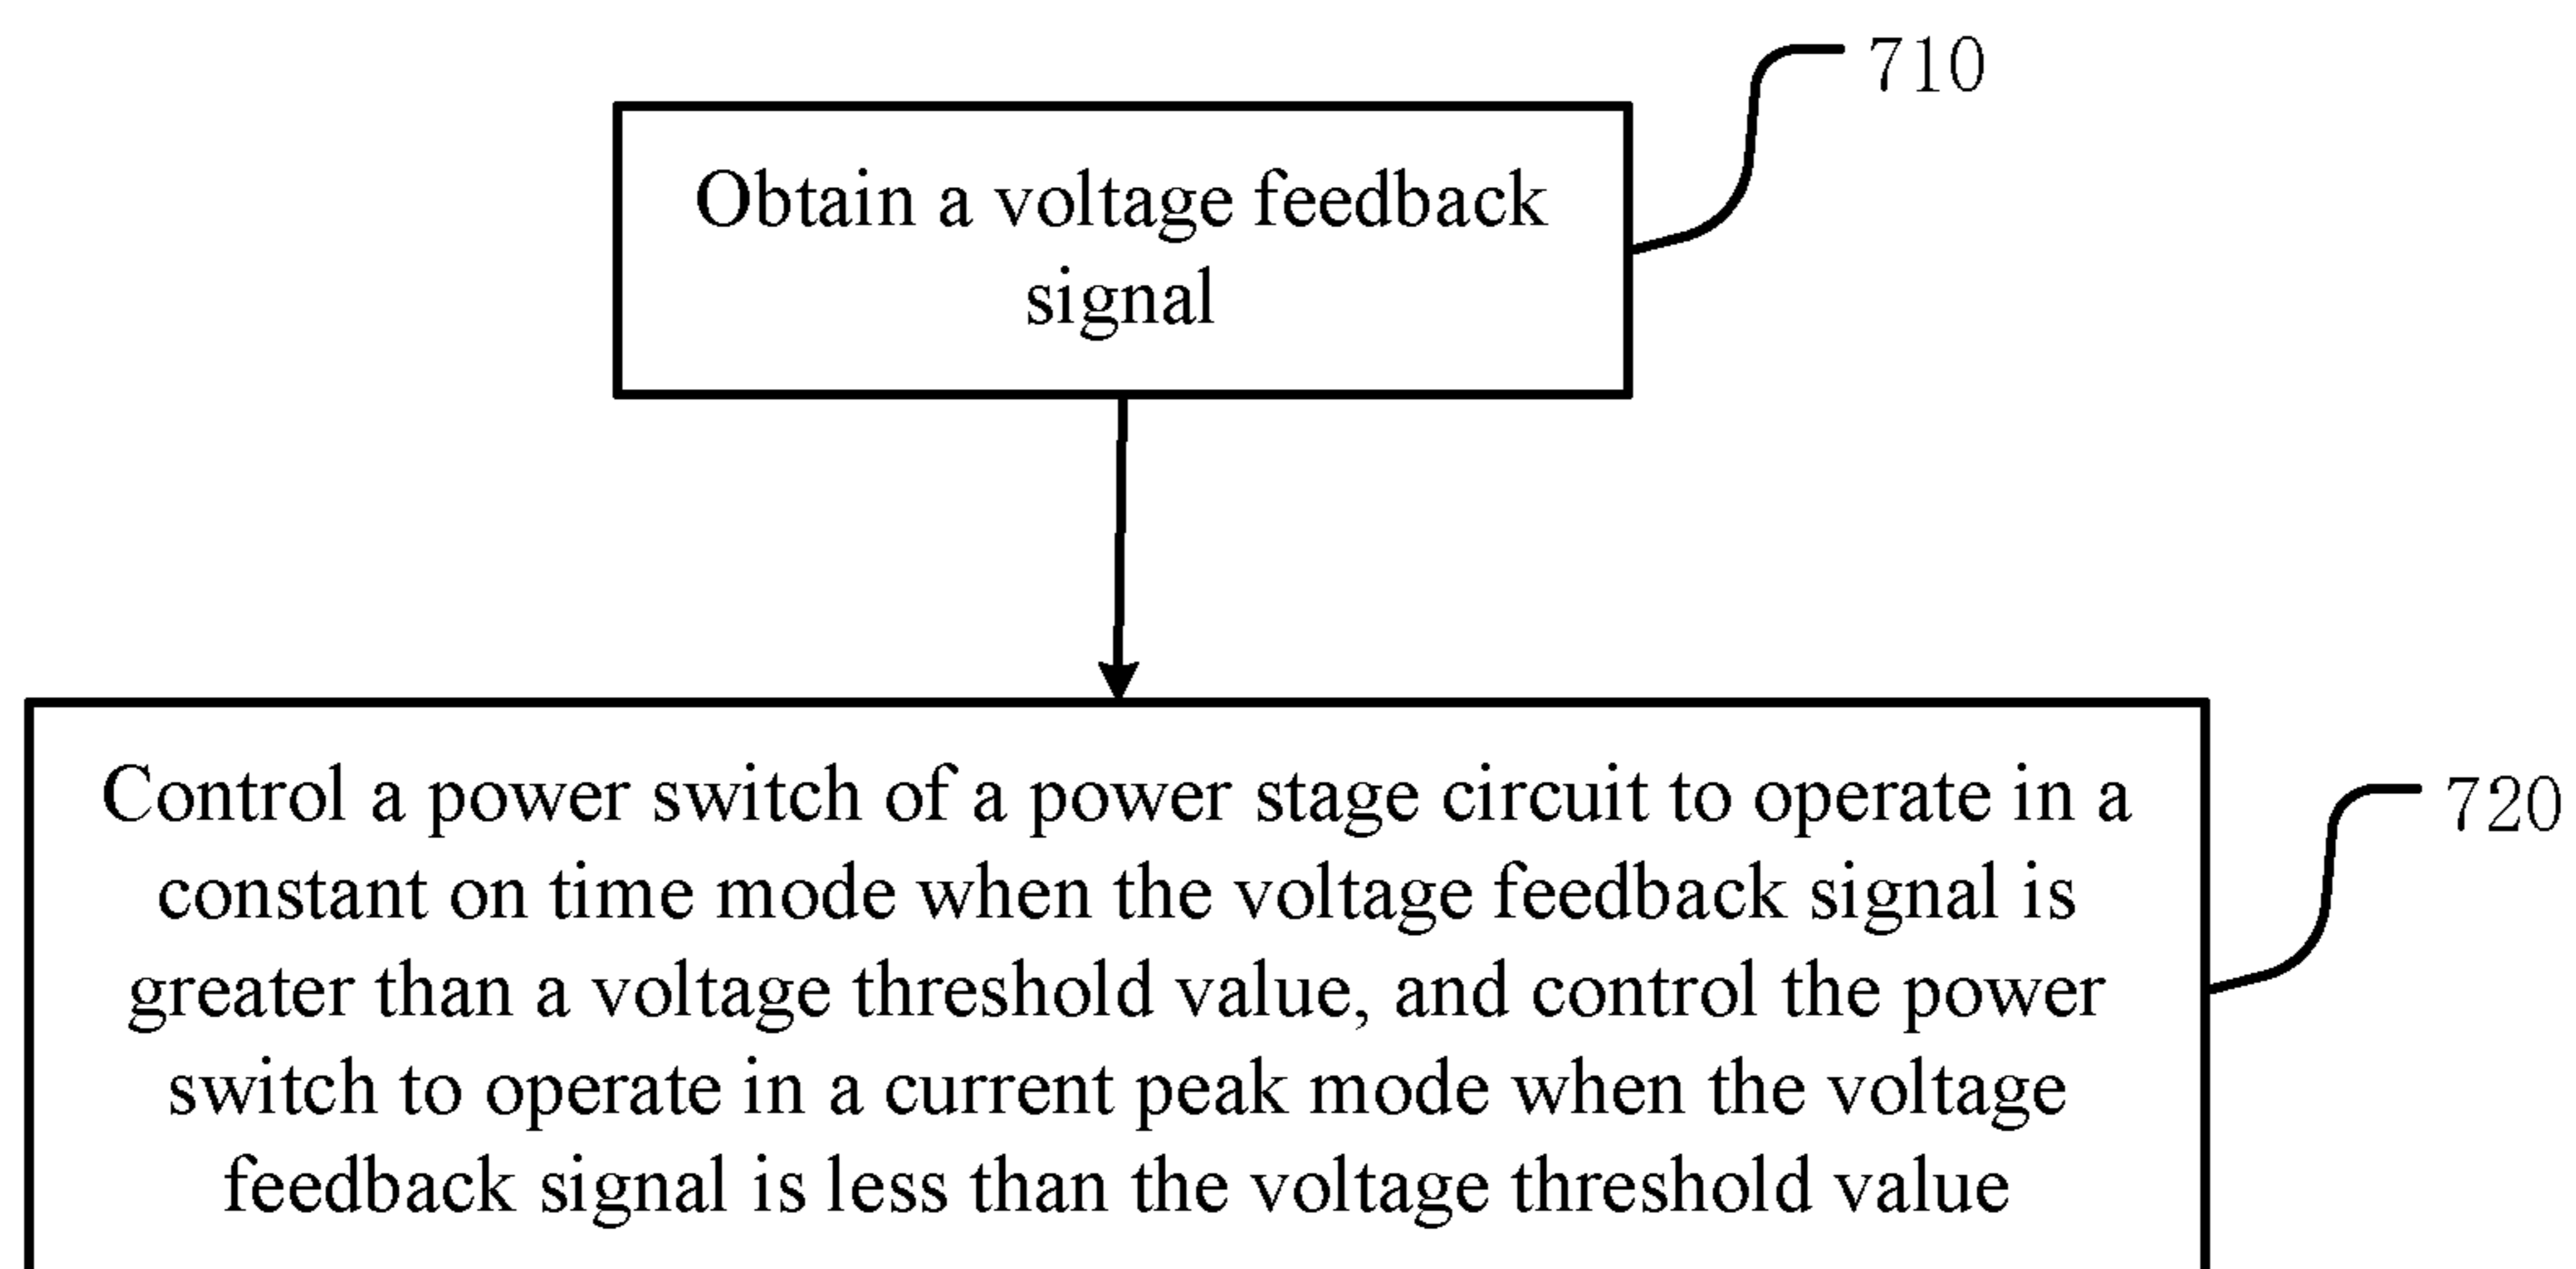 710
Obtain a voltage feedback
signal
Control a power switch of a power stage circuit to operate in a
constant on time mode when the voltage feedback signal is
greater than a voltage threshold value, and control the power
switch to operate in a current peak mode when the voltage
feedback signal is less than the voltage threshold value
720